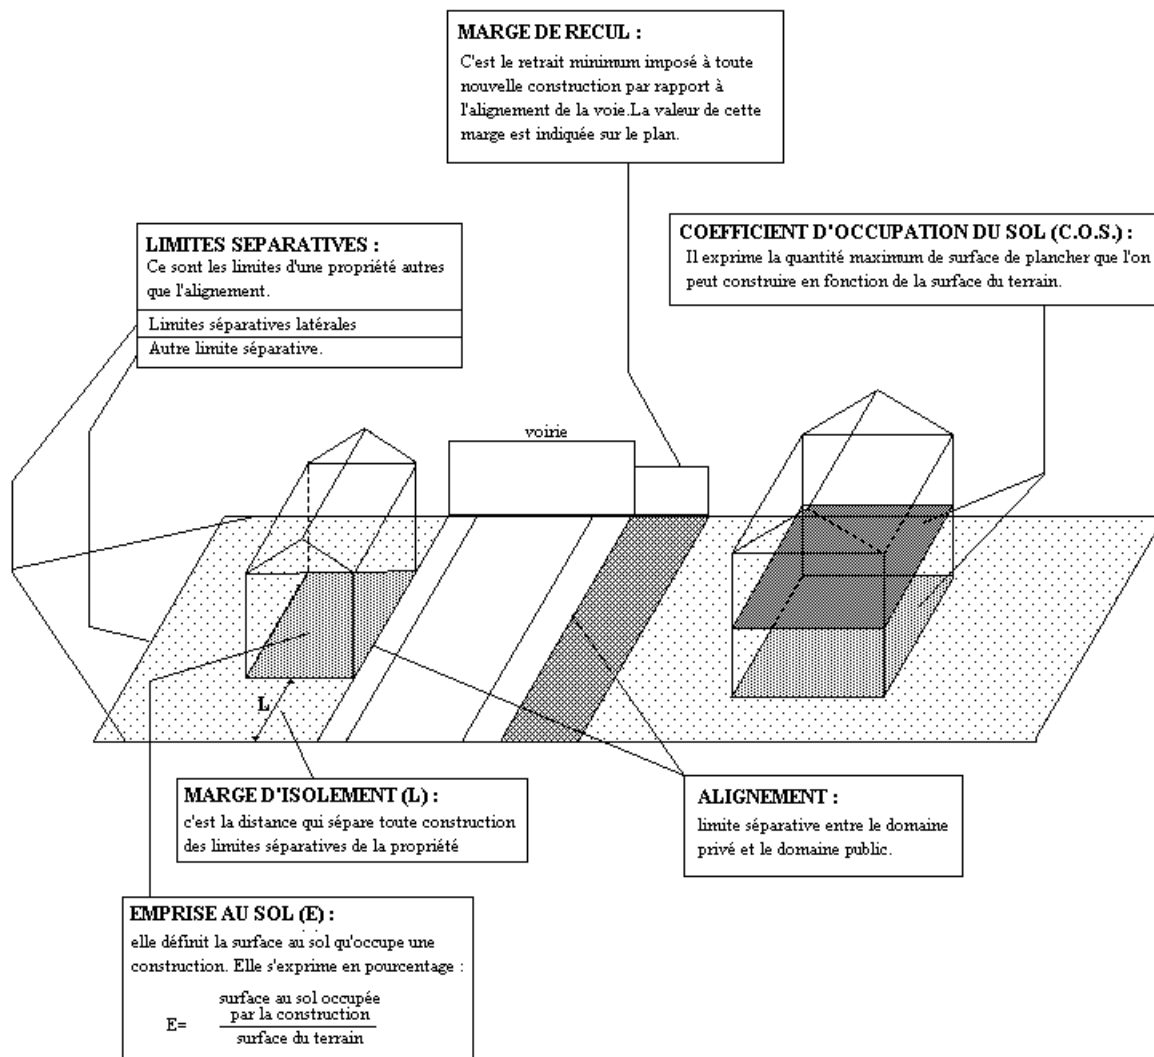 MARGE DE RECUL :
C'est le retrait minimum imposé à toute
nouvelle construction par rapport à
l'alignement de la voie.La valeur de cette
marge est indiquée sur le plan.
LIMITES SEPARATIVES :
Ce sont les limites d'une propriété autres
que l'alignement.
Limites séparatives latérales
Autre limite séparative.
COEFFICIENT D'OCCUPATION DU SOL (C.O.S.) :
Il exprime la quantité maximum de surface de plancher que l'on
peut construire en fonction de la surface du terrain.
voirie
L
MARGE D'ISOLEMENT (L) :
c'est la distance qui sépare toute construction
des limites séparatives de la propriété
ALIGNEMENT :
limite séparative entre le domaine
privé et le domaine public.
EMPRISE AU SOL (E) :
elle définit la surface au sol qu'occupe une
construction. Elle s'exprime en pourcentage :
surface au sol occupée
par la construction
E=
surface du terrain